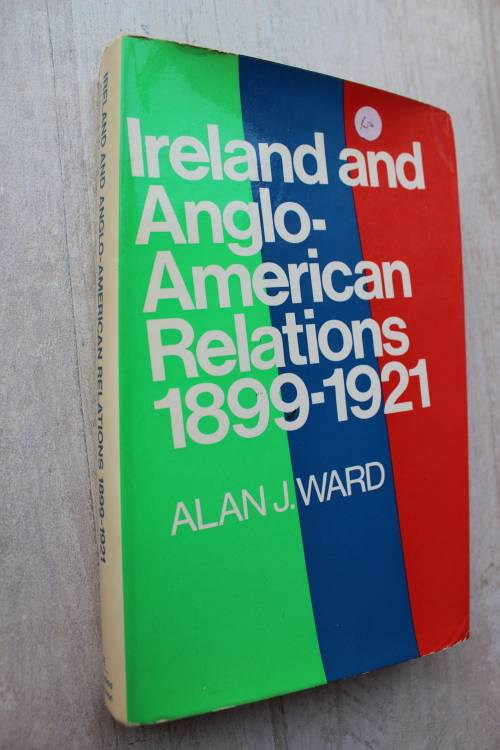 Ireland and
Anglo-
American
Relations
1899-1921
ALAN J. WARD
IRELAND AND ANGLO-AMERICAN RELATIONS 1899-1921